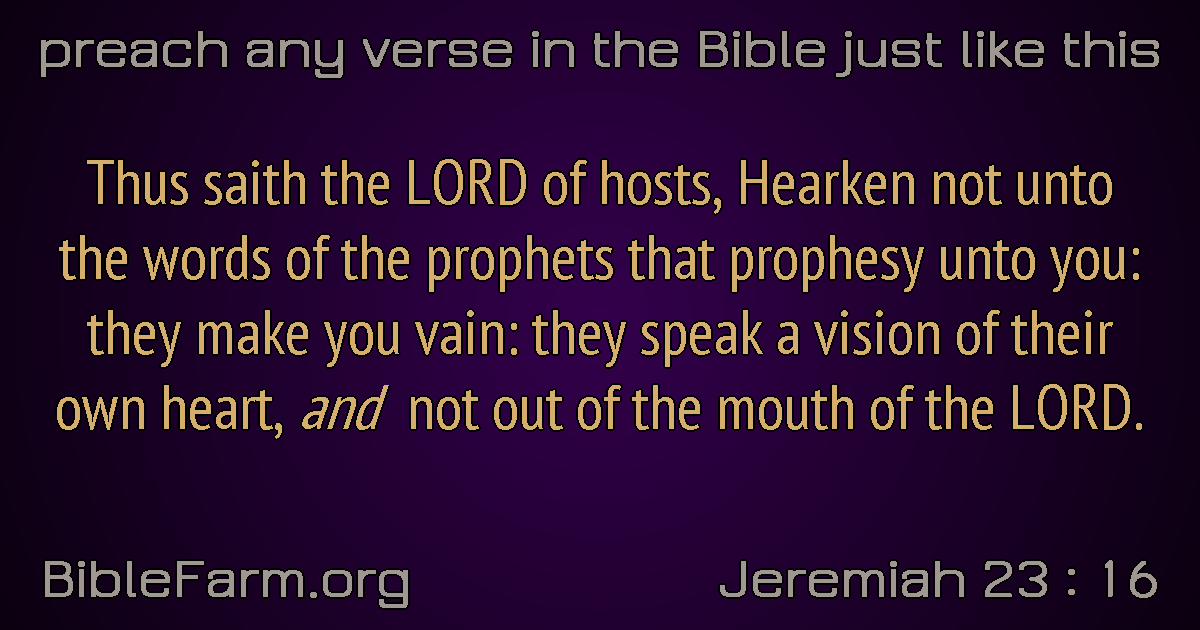 preach any verse in the Bible just like this
Thus saith the LORD of hosts, Hearken not unto
the words of the prophets that prophesy unto you:
they make you vain: they speak a vision of their
own heart, and not out of the mouth of the LORD.
BibleFarm.org
Jeremiah 23 : 16